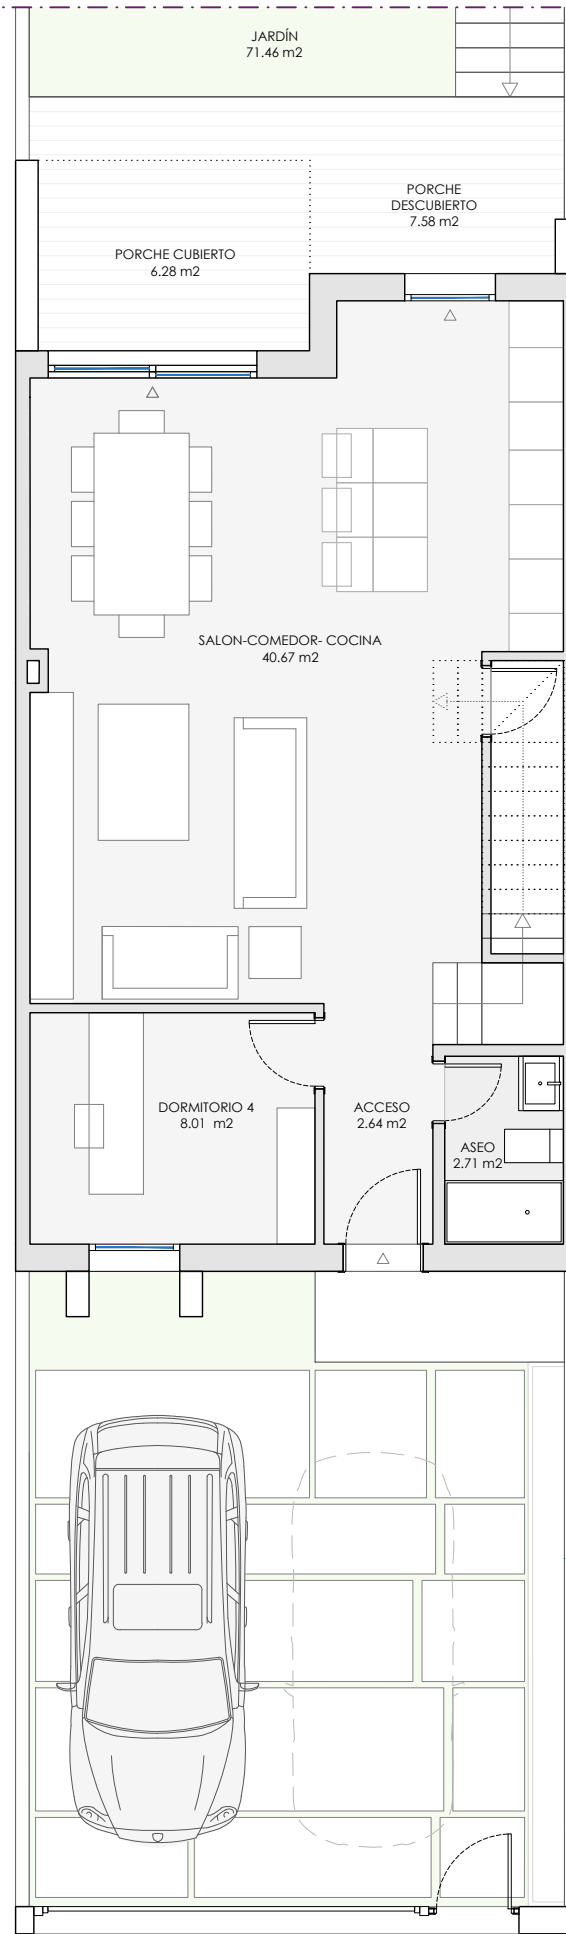 JARDÍN
71.46 m2
PORCHE
DESCUBIERTO
7.58 m2
PORCHE CUBIERTO
6.28 m2
SALON-COMEDOR- COCINA
40.67 m2
DORMITORIO 4
8.01 m2
ACCESO
2.64 m2
ASEO
2.71 m2